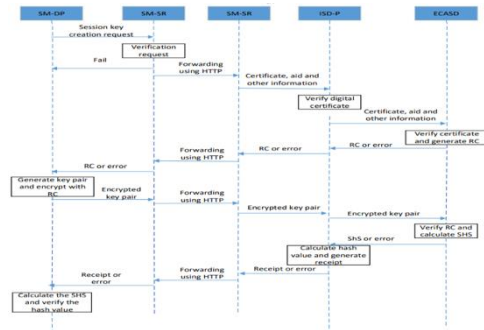 SM-DP
SM-SR
SM-SR
ISD-P
ECASD
Session key
creation request
Verification
request
Fail
Forwarding
using HTTP
Certificate, aid and
other information
Verify digital
certificate
Certificate, aid and
other information
Verify certificate
and generate RC
RC or error
RC or error
Forwarding
using HTTP
RC or error
Generate key pair
and encrypt with
RC
Encrypted
key pair
Forwarding
using HTTP
Encrypted key pair
Encrypted key pair
Verify RC and
calculate SHS
ShS or error
Calculate hash
value and generate
receipt
Receipt or error
Forwarding
using HTTP
Receipt or
error
Calculate the SHS
and verify the
hash value